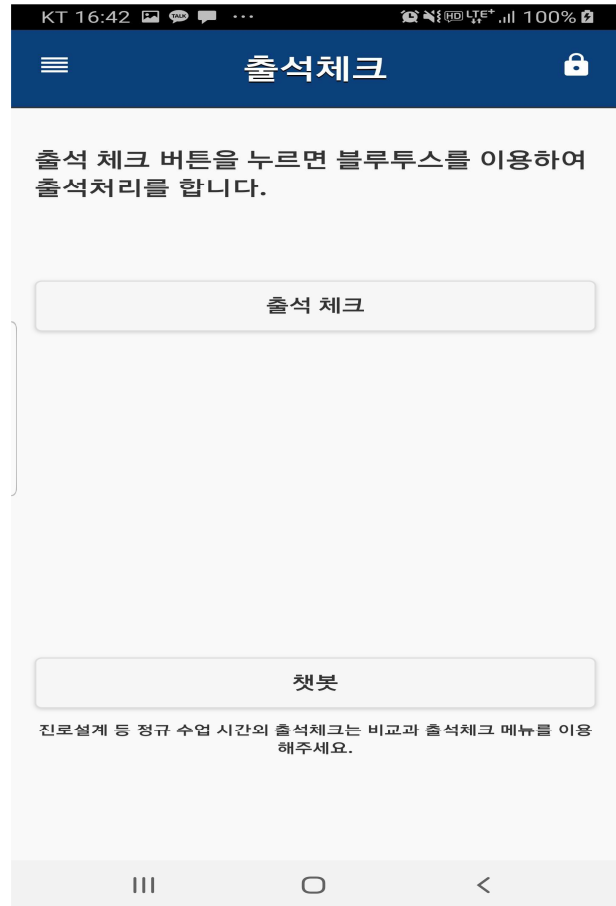 KT 16:42 ···
HD LTE+ 100%
출석체크
출석 체크 버튼을 누르면 블루투스를 이용하여
출석처리를 합니다.
출석 체크
챗봇
진로설계 등 정규 수업 시간외 출석체크는 비교과 출석체크 메뉴를 이용
해주세요.